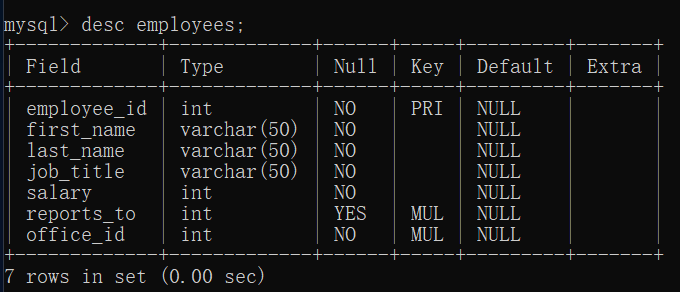 mysql> desc employees;
+-------------+-------------+------+-----+---------+-------+
| Field | Type | Null | Key | Default | Extra |
+-------------+-------------+------+-----+---------+-------+
| employee_id | int | NO | PRI | NULL | |
| first_name | varchar(50) | NO | | NULL | |
| last_name | varchar(50) | NO | | NULL | |
| job_title | varchar(50) | NO | | NULL | |
| salary | int | NO | | NULL | |
| reports_to | int | YES | MUL | NULL | |
| office_id | int | NO | MUL | NULL | |
+-------------+-------------+------+-----+---------+-------+
7 rows in set (0.00 sec)